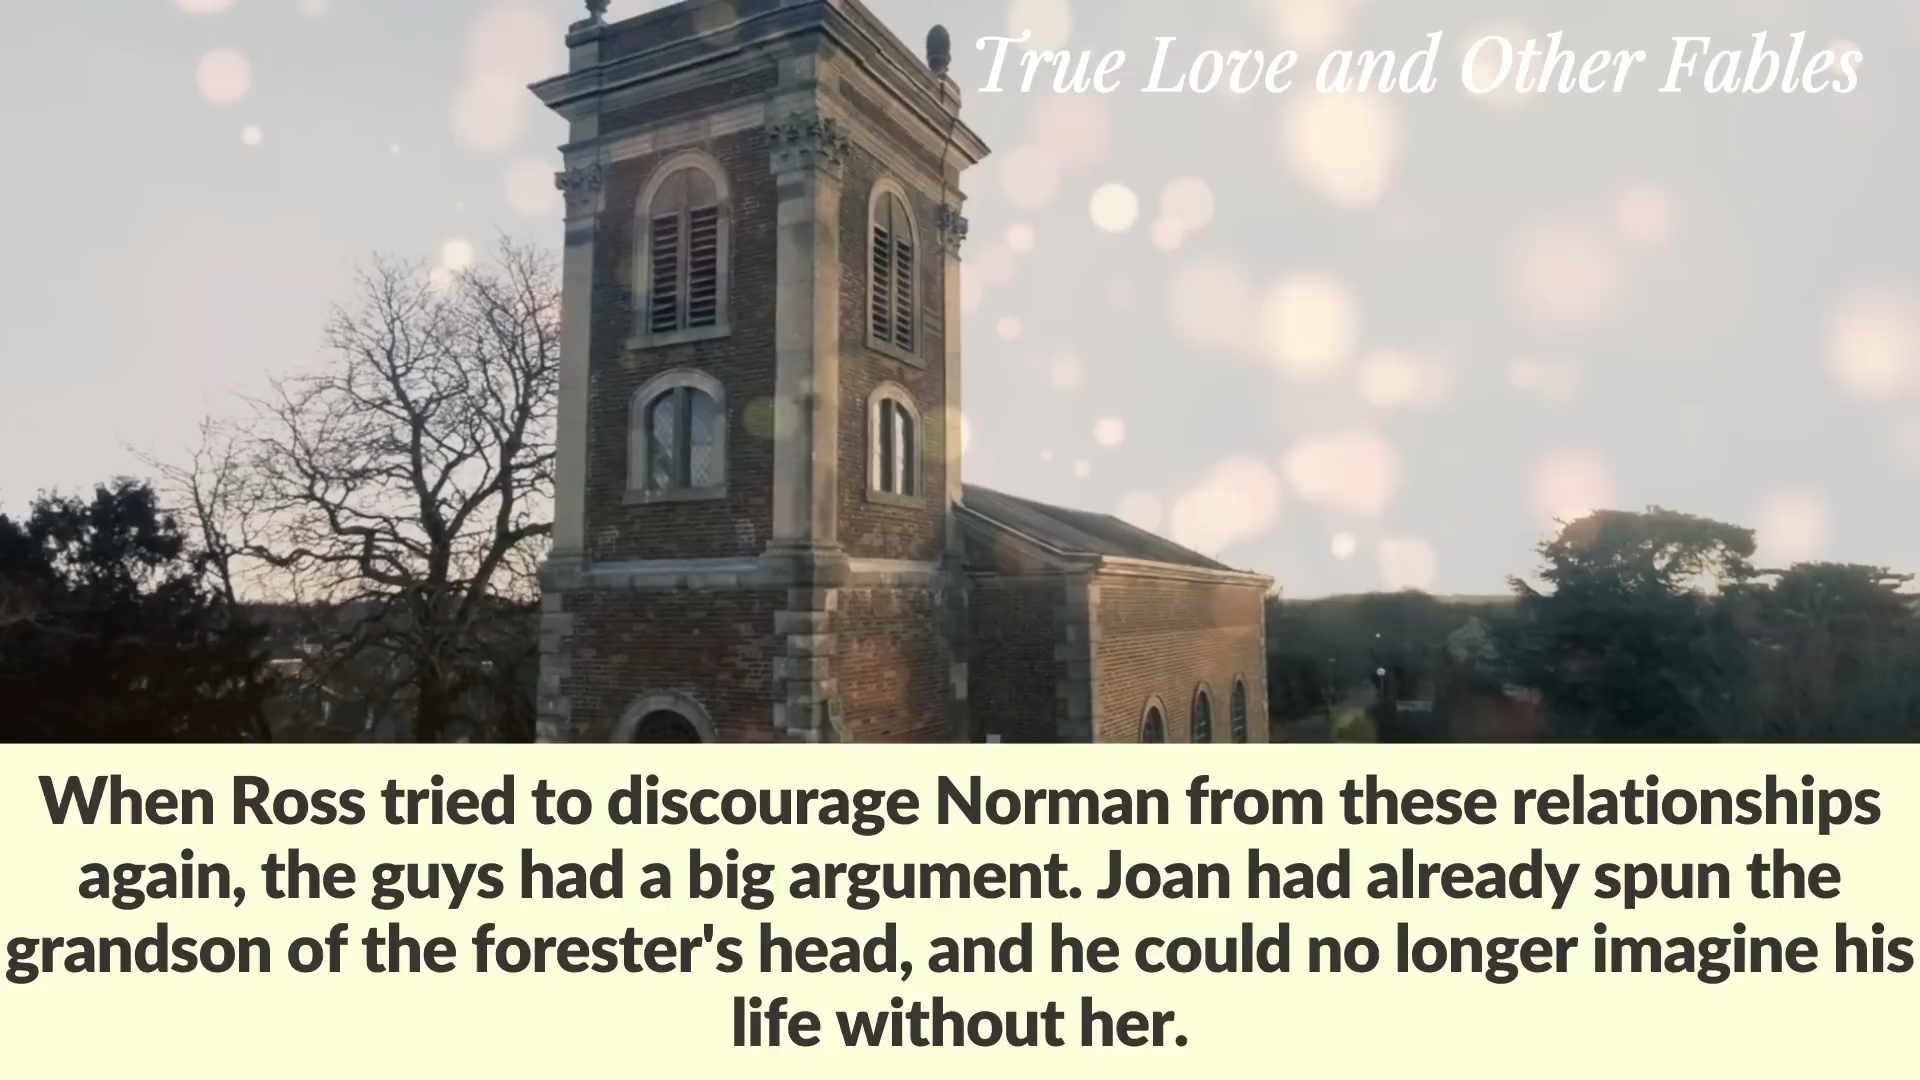 True Love and Other Fables
When Ross tried to discourage Norman from these relationships
again, the guys had a big argument. Joan had already spun the
grandson of the forester's head, and he could no longer imagine his
life without her.